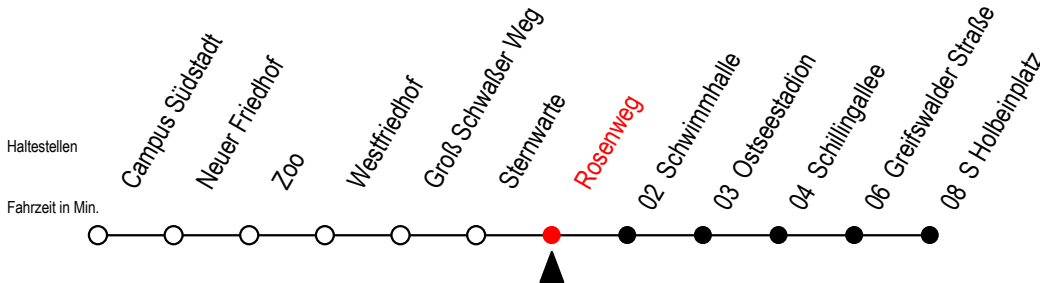 Haltestellen
Fahrzeit in Min.
Campus Südstadt
Neuer Friedhof
Zoo
Westfriedhof
Groß Schwaßer Weg
Sternwarte
Rosenweg
02 Schwimmhalle
03 Ostseestadion
04 Schillingallee
06 Greifswalder Straße
08 S Holbeinplatz